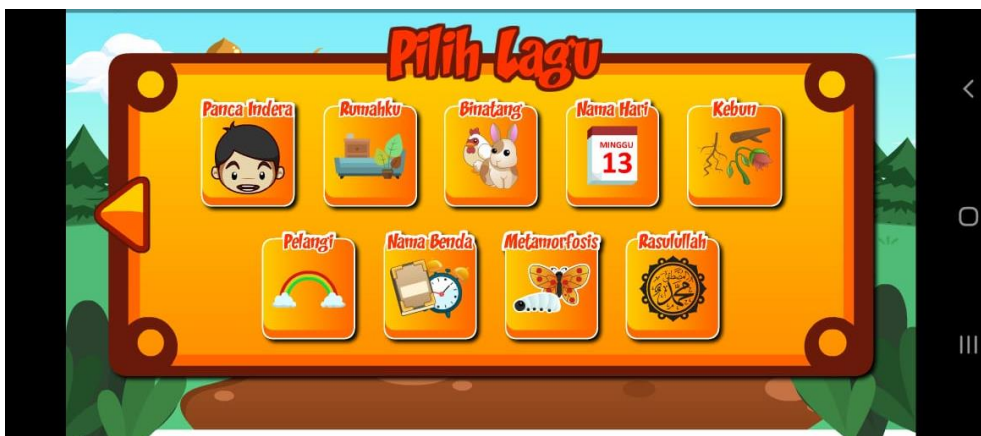 Pilih Lagu
Panca Indera
Rumahku
Binatang
Nama Hari
Kebun
MINGGU
13
Pelangi
Nama Benda
Metamorfosis
Rasulullah